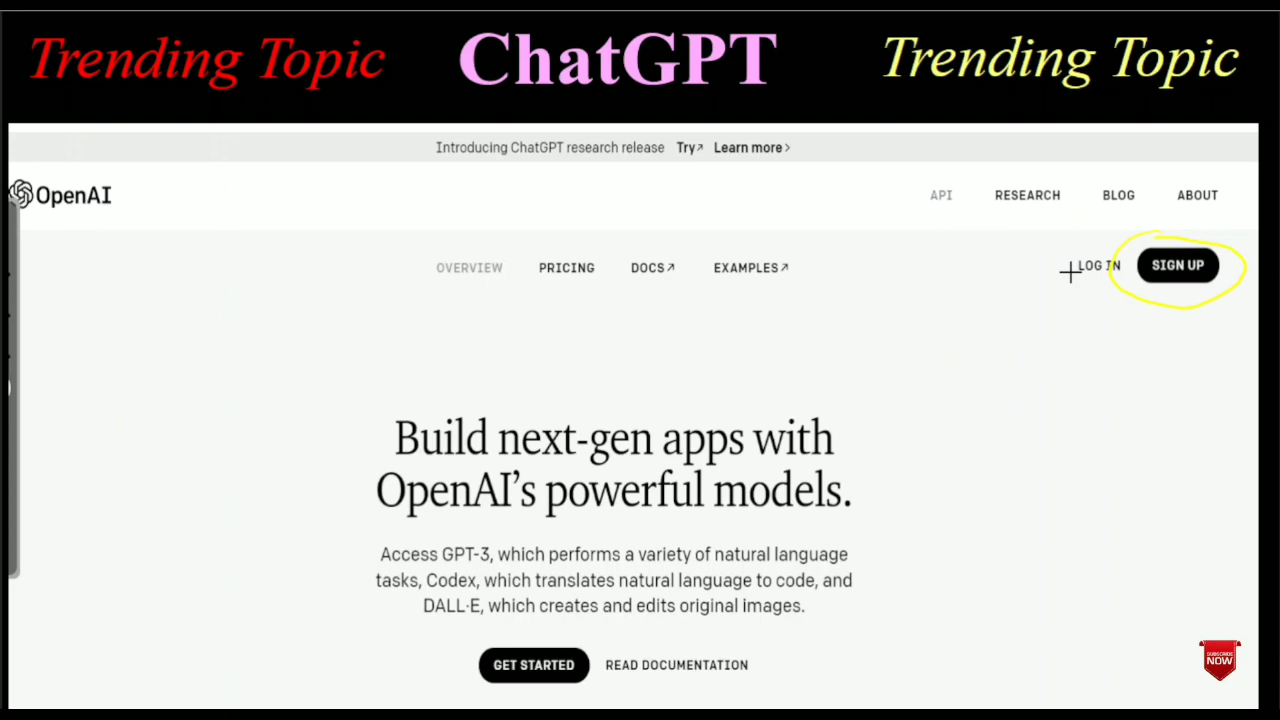 Trending Topic ChatGPT Trending Topic
Introducing ChatGPT research release Try↗ Learn more›
OpenAI API RESEARCH BLOG ABOUT
OVERVIEW PRICING DOCS↗ EXAMPLES↗ LOG IN SIGN UP
Build next-gen apps with
OpenAI’s powerful models.
Access GPT-3, which performs a variety of natural language
tasks, Codex, which translates natural language to code, and
DALL·E, which creates and edits original images.
GET STARTED READ DOCUMENTATION
SUBSCRIBE
NOW